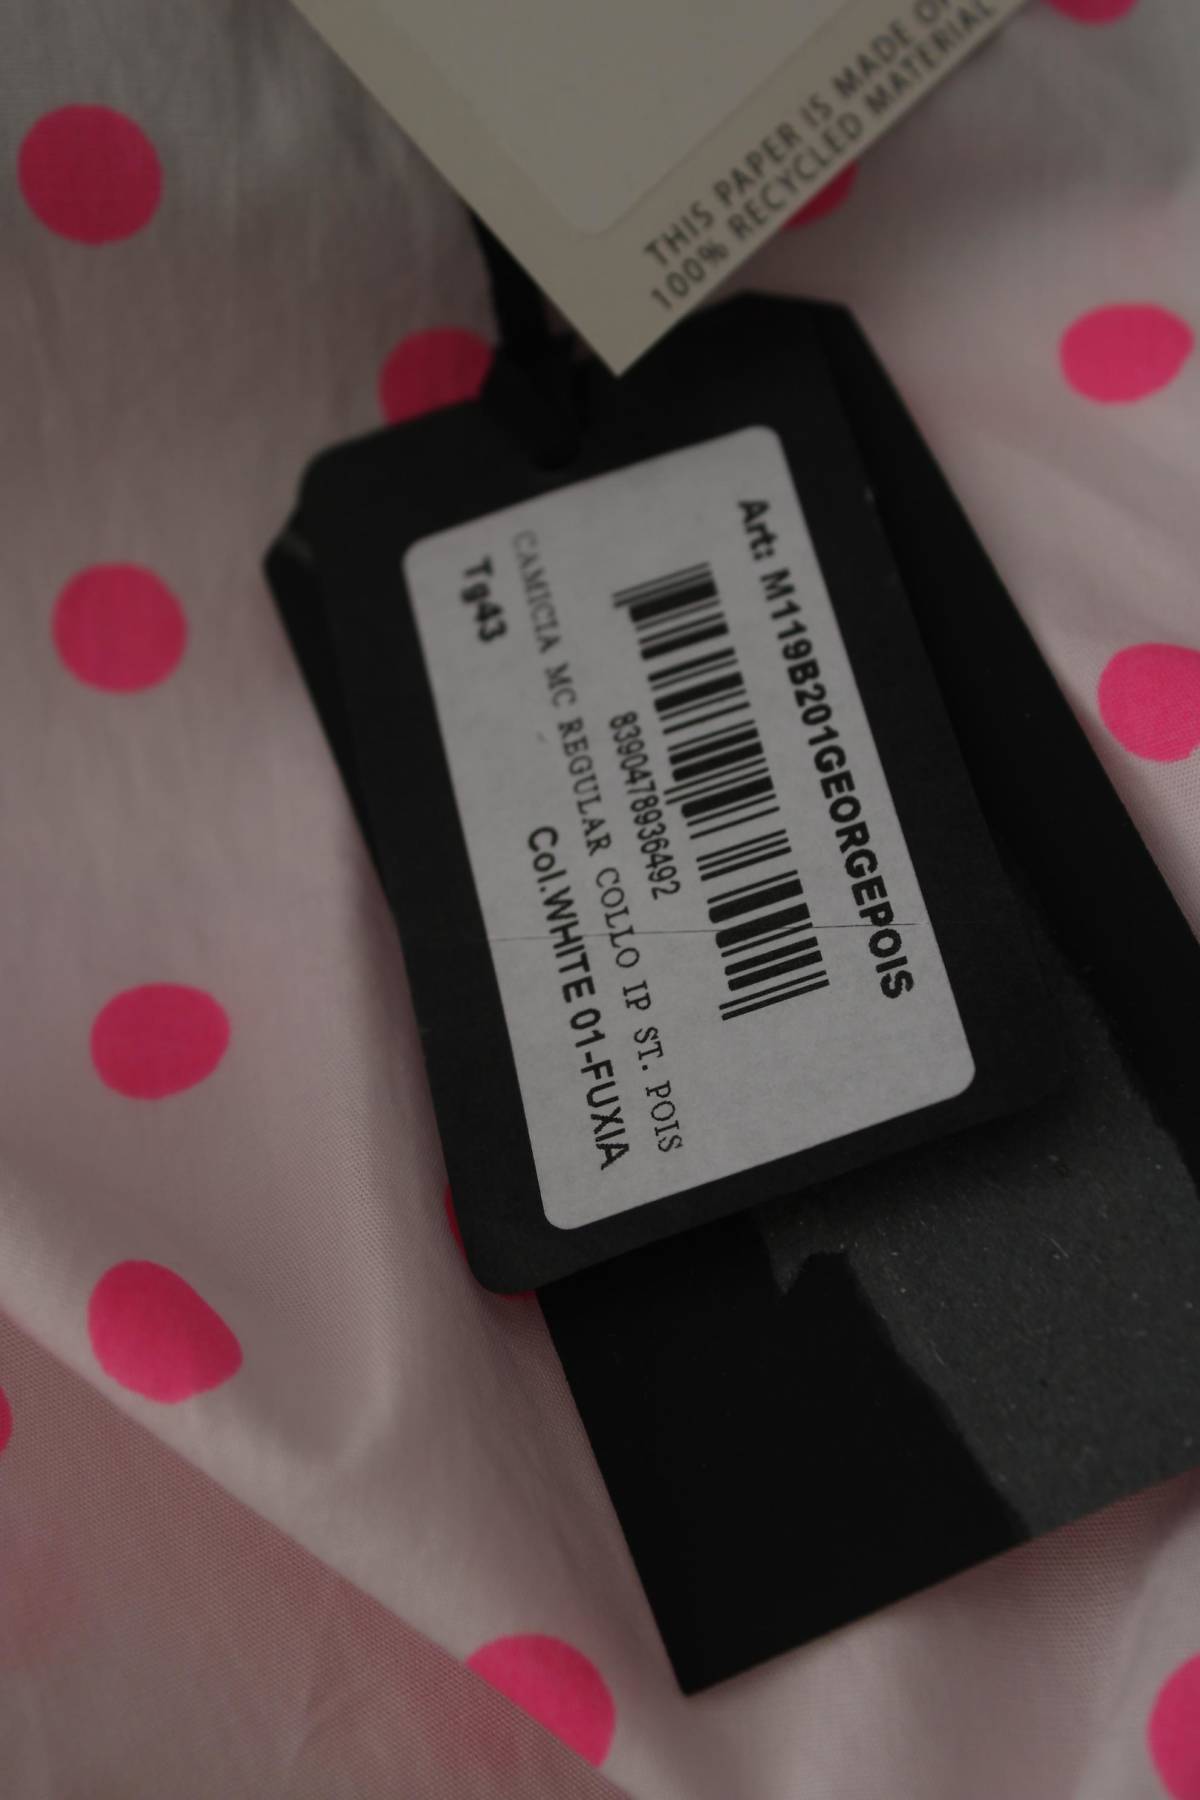 THIS PAPER IS MADE OF
100% RECYCLED MATERIAL
Art: M119B201GEORGEPOIS
8390478936492
CAMICIA MC REGULAR COLLO IP ST. POIS
Tg43 Col.WHITE 01-FUXIA